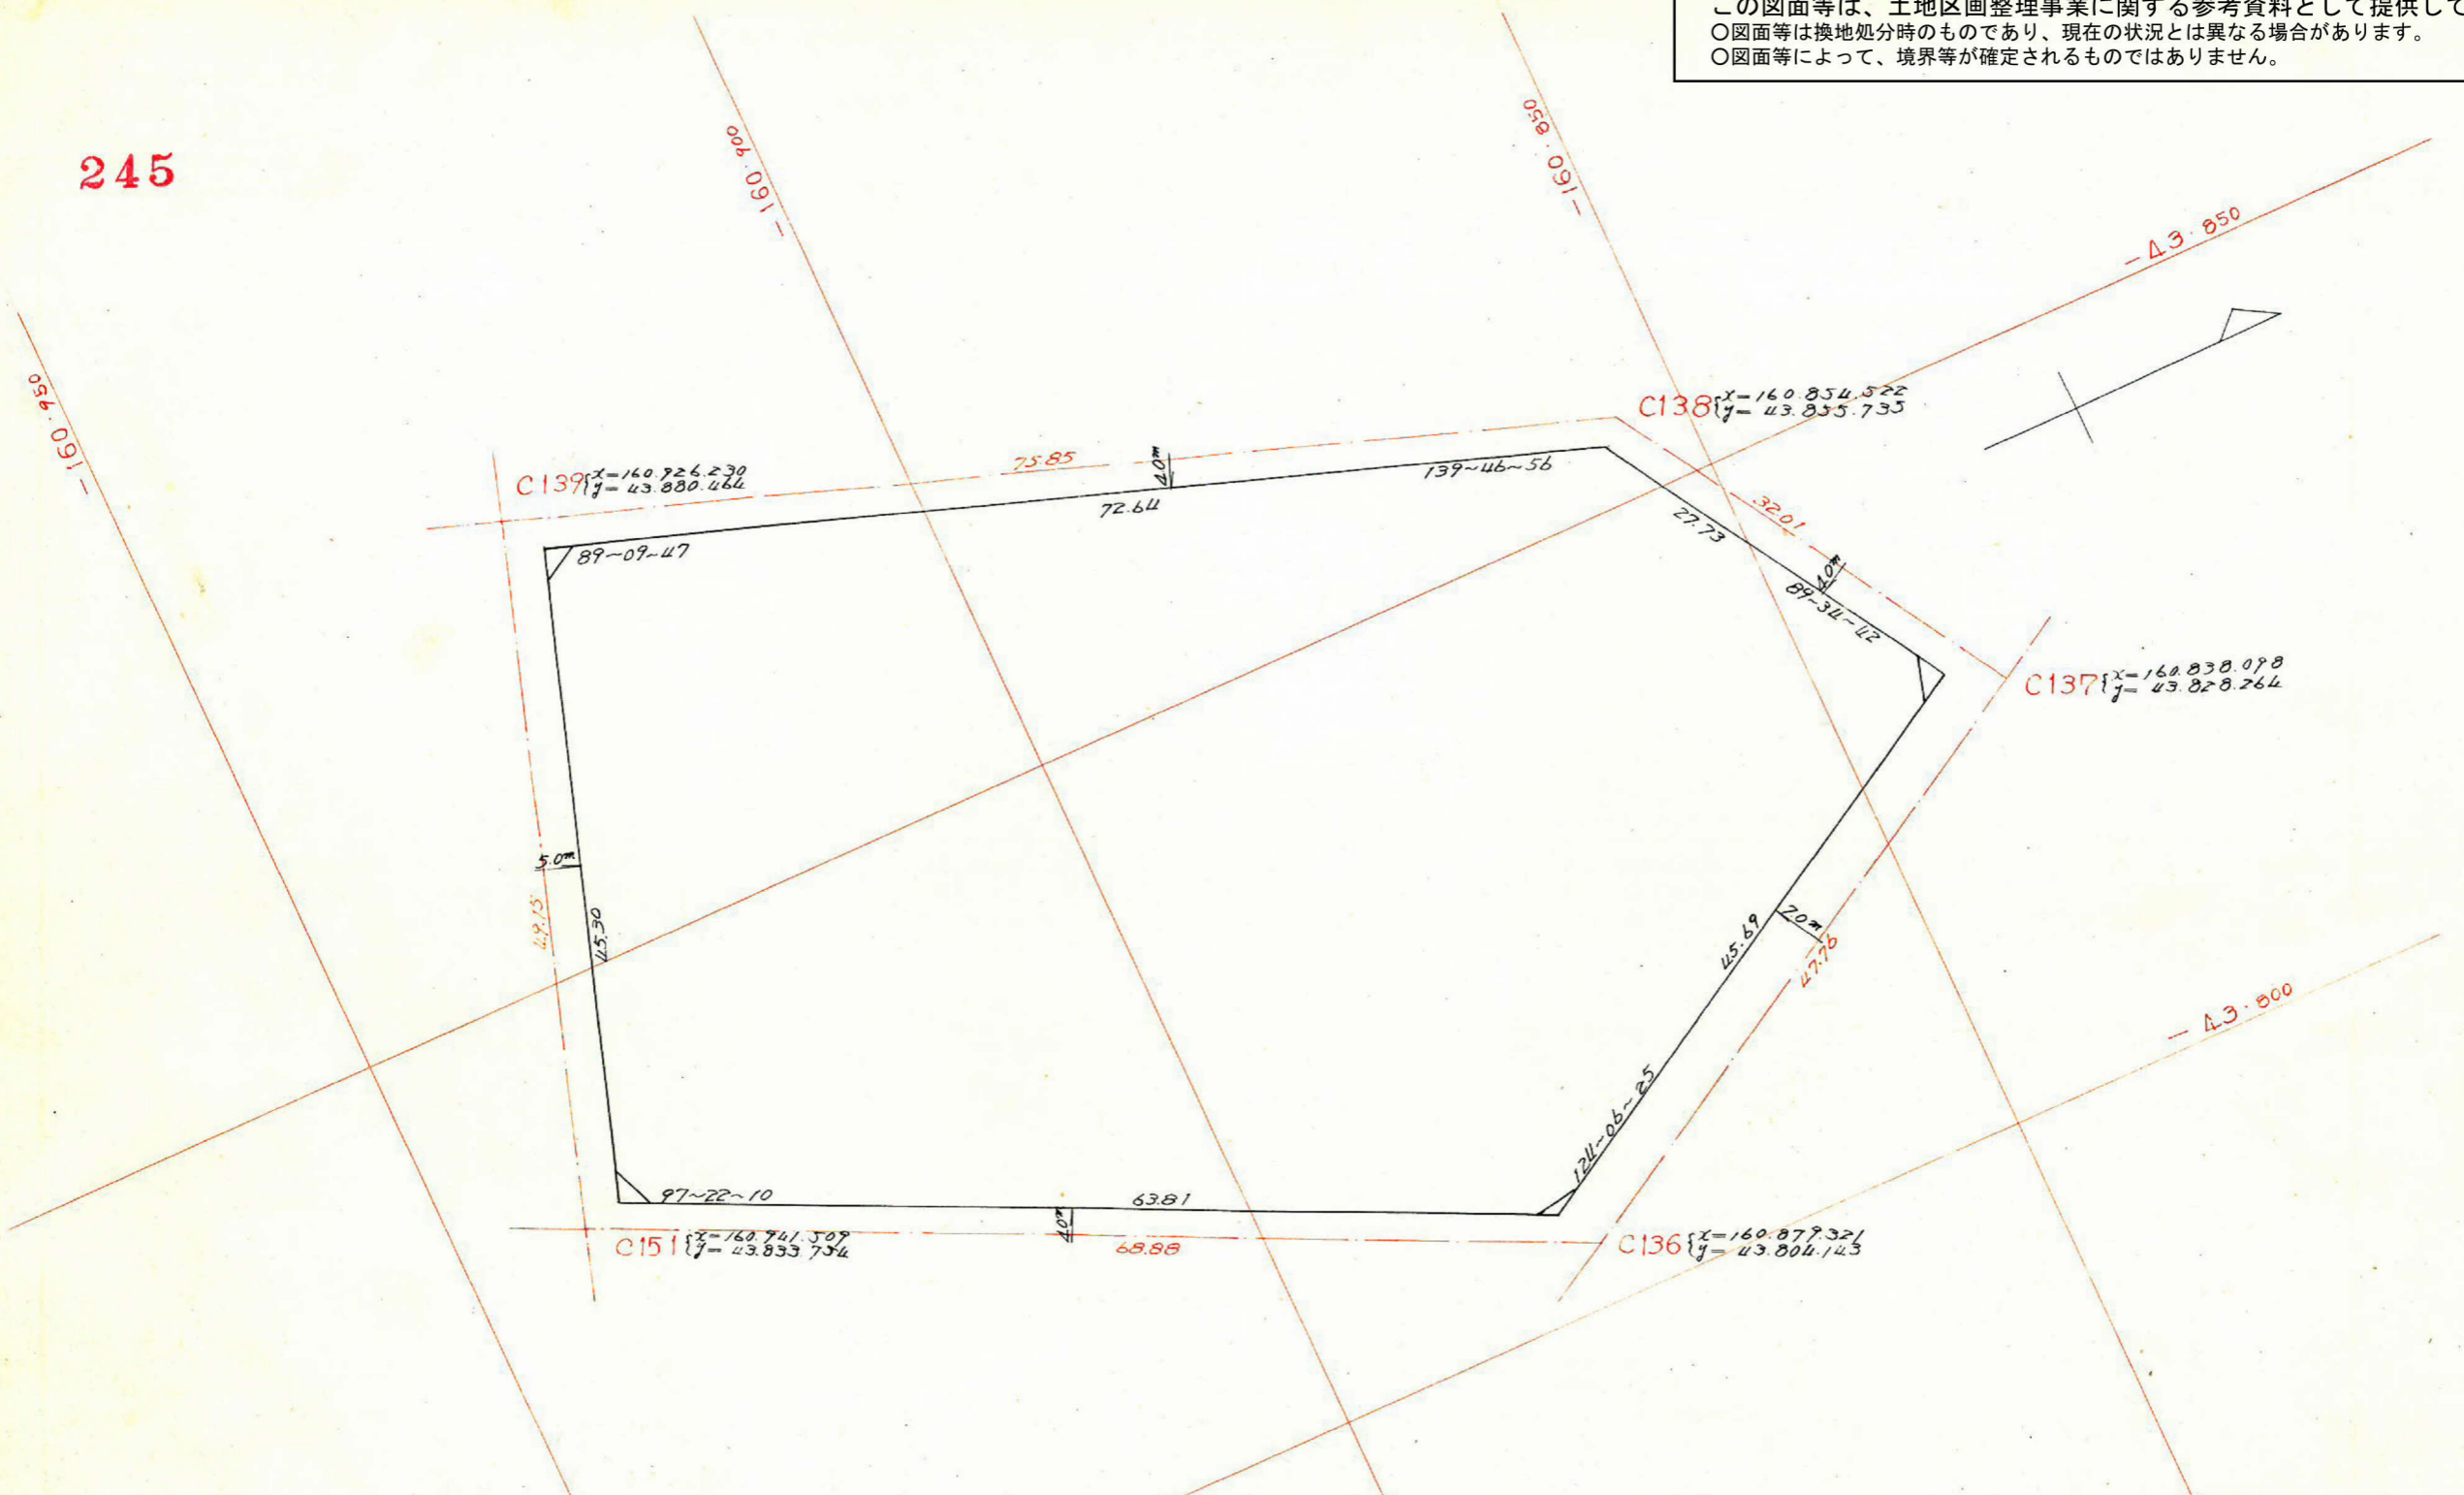 この図面等は、土地区画整理事業に関する参考資料として提供して
○図面等は換地処分時のものであり、現在の状況とは異なる場合があります。
○図面等によって、境界等が確定されるものではありません。
245
-160.900
-160.850
-43.850
-160.950
C138{x=160.854.522
y= 43.855.735
C139{x=160.926.230
y= 43.880.464
75.85
4.0m
139~46~56
72.64
89~09~47
27.73
32.01
4.0m
89~34~42
C137{x=160.838.098
y= 43.828.264
5.0m
49.15
45.30
45.69
2.0m
47.76
-43.800
124~06~25
97~22~10
63.81
4.0m
68.88
C151{x=160.941.509
y= 43.833.734
C136{x=160.879.321
y= 43.804.143